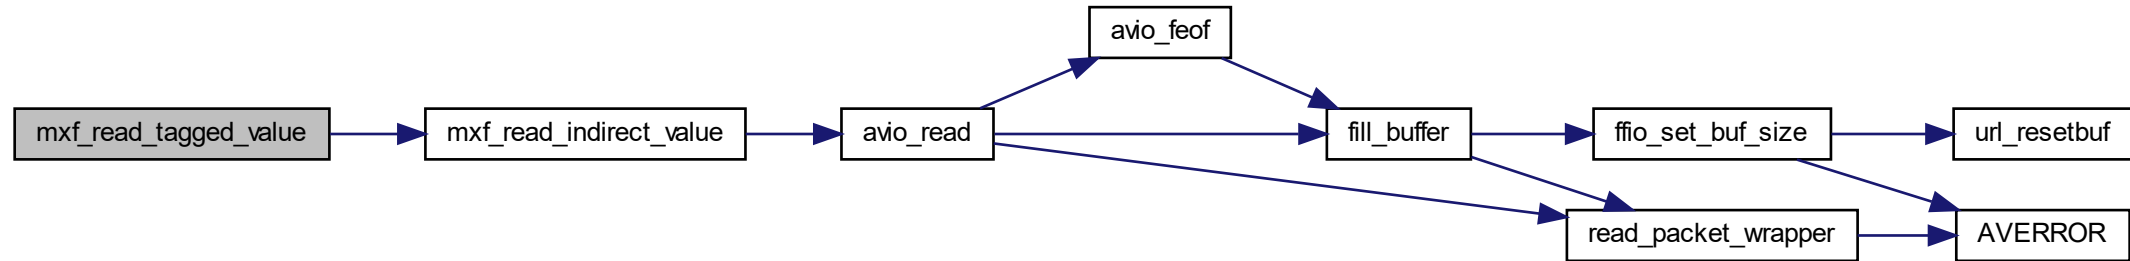 avio_feof
mxf_read_tagged_value
mxf_read_indirect_value
avio_read
fill_buffer
ffio_set_buf_size
url_resetbuf
read_packet_wrapper
AVERROR